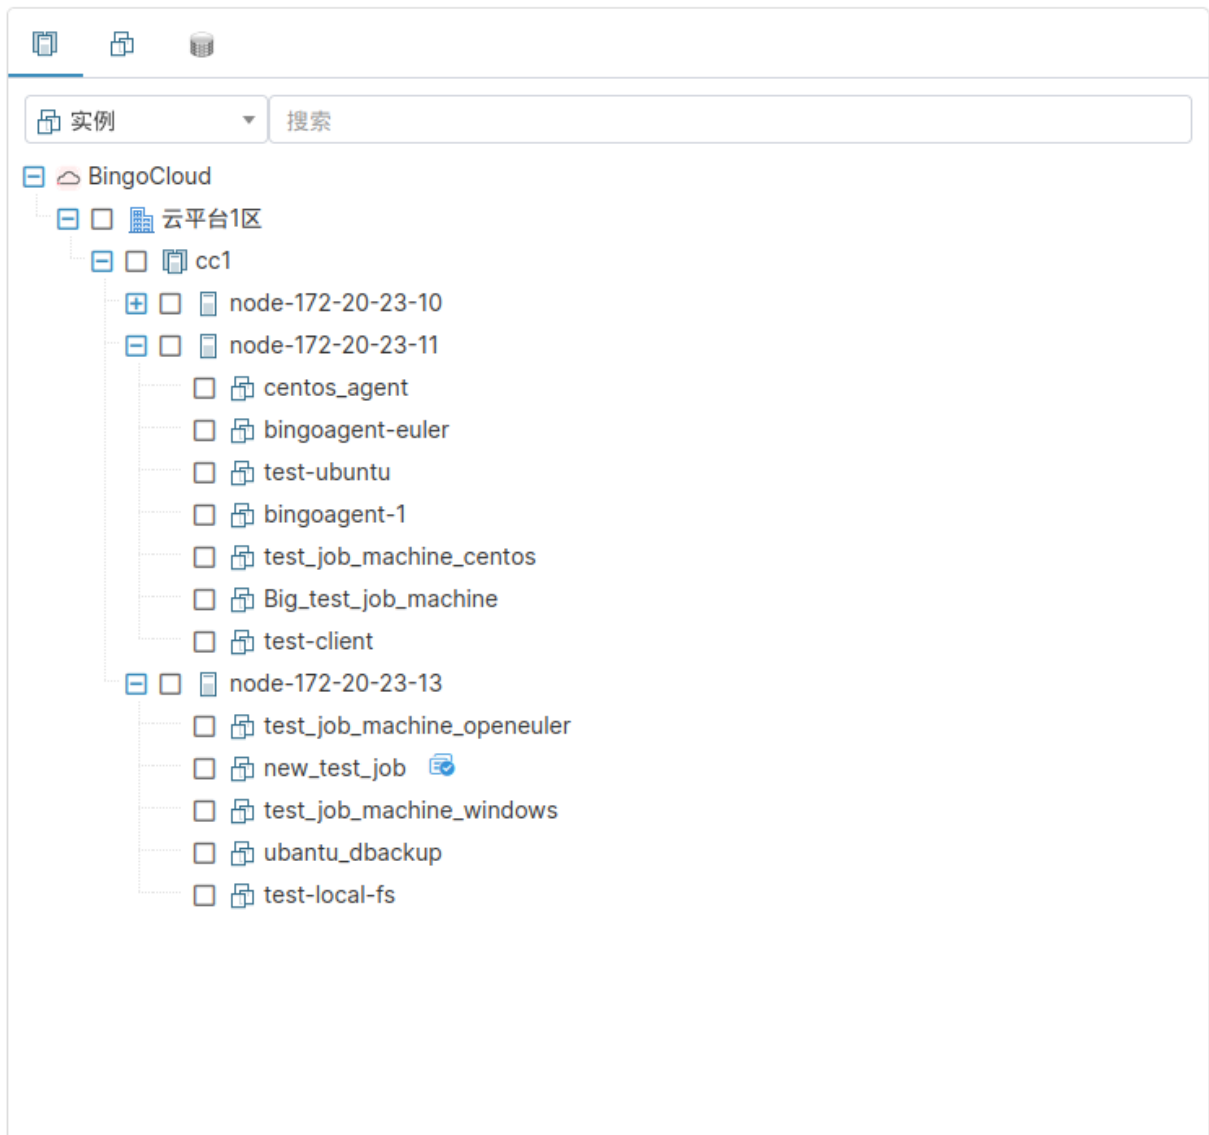 实例
搜索
BingoCloud
云平台1区
cc1
node-172-20-23-10
node-172-20-23-11
centos_agent
bingoagent-euler
test-ubuntu
bingoagent-1
test_job_machine_centos
Big_test_job_machine
test-client
node-172-20-23-13
test_job_machine_openeuler
new_test_job
test_job_machine_windows
ubantu_dbackup
test-local-fs